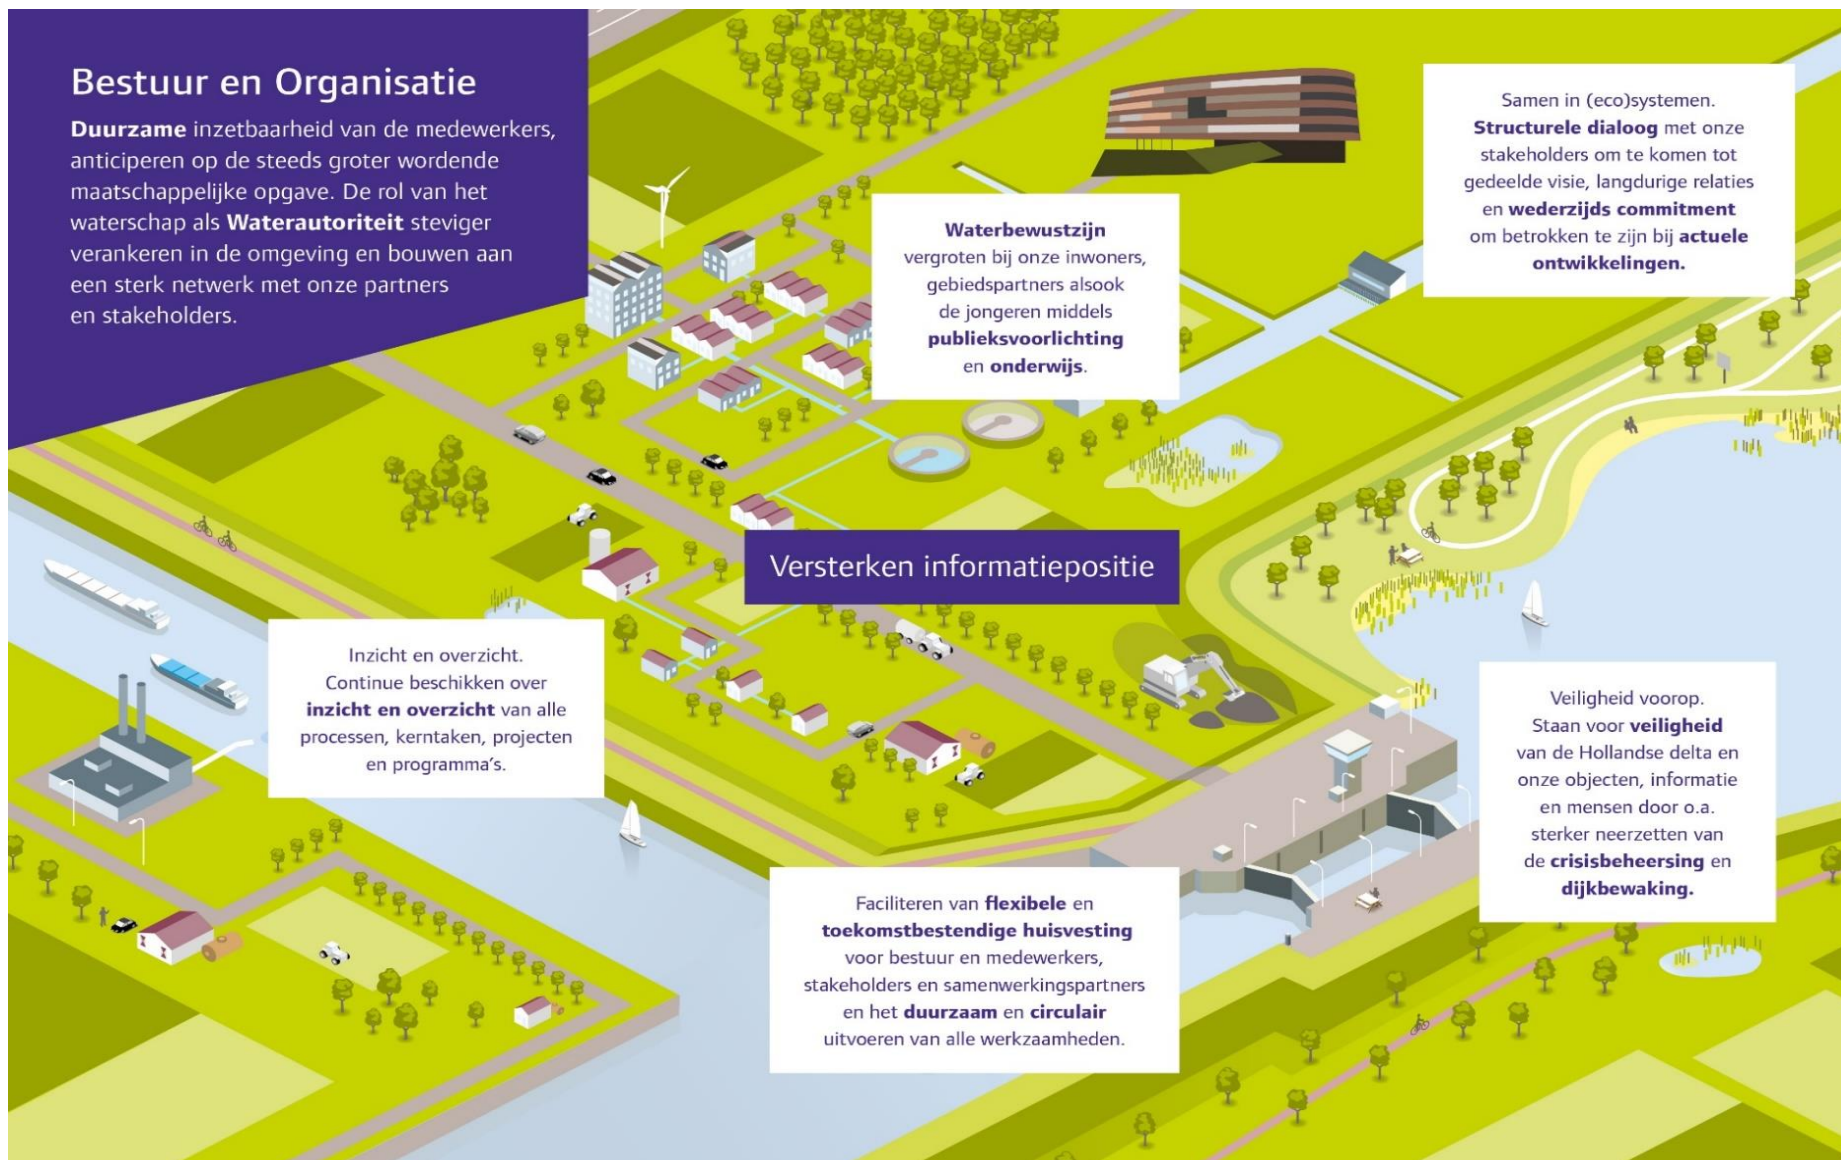 Bestuur en Organisatie
Duurzame inzetbaarheid van de medewerkers,
anticiperen op de steeds groter wordende
maatschappelijke opgave. De rol van het
waterschap als Waterautoriteit steviger
verankeren in de omgeving en bouwen aan
een sterk netwerk met onze partners
en stakeholders.
Samen in (eco)systemen.
Structurele dialoog met onze
stakeholders om te komen tot
gedeelde visie, langdurige relaties
en wederzijds commitment
om betrokken te zijn bij actuele
ontwikkelingen.
Waterbewustzijn
vergroten bij onze inwoners,
gebiedspartners alsook
de jongeren middels
publieksvoorlichting
en onderwijs.
Versterken informatiepositie
Inzicht en overzicht.
Continue beschikken over
inzicht en overzicht van alle
processen, kerntaken, projecten
en programma's.
Veiligheid voorop.
Staan voor veiligheid
van de Hollandse delta en
onze objecten, informatie
en mensen door o.a.
sterker neerzetten van
de crisisbeheersing en
dijkbewaking.
Faciliteren van flexibele en
toekomstbestendige huisvesting
voor bestuur en medewerkers,
stakeholders en samenwerkingspartners
en het duurzaam en circulair
uitvoeren van alle werkzaamheden.